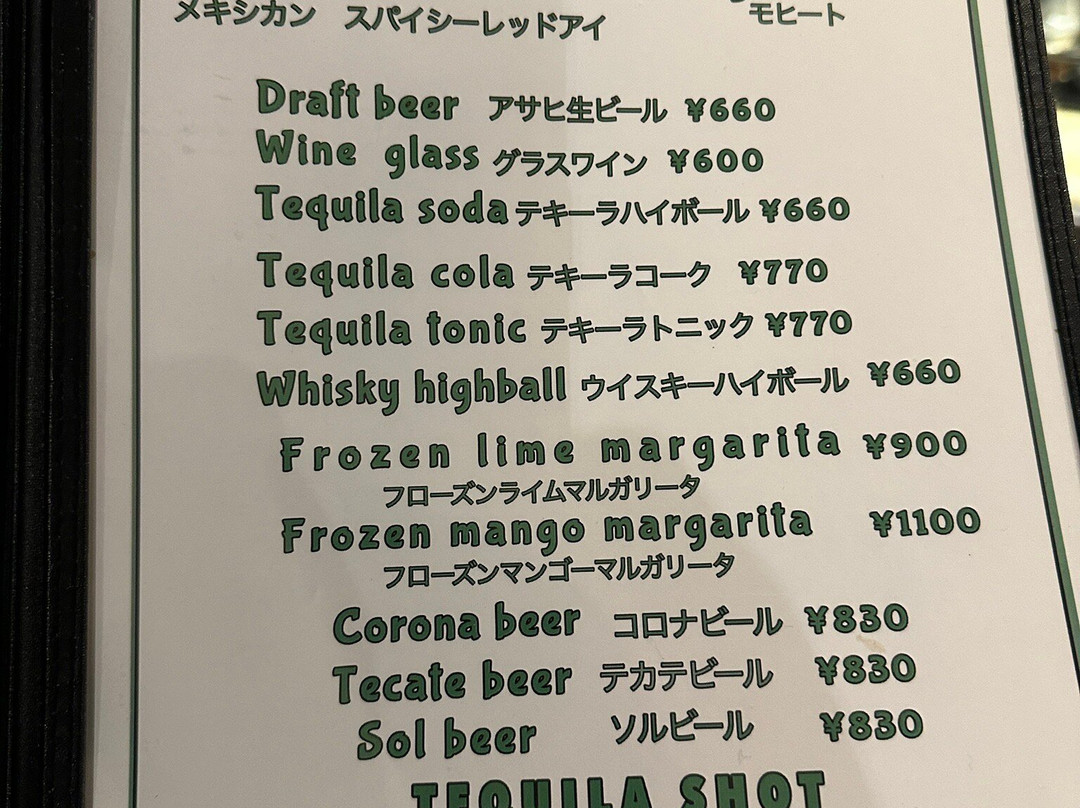 メキシカン スパイシーレッドアイ モヒート
Draft beer アサヒ生ビール ¥660
Wine glass グラスワイン ¥600
Tequila soda テキーラハイボール ¥660
Tequila cola テキーラコーク ¥770
Tequila tonic テキーラトニック ¥770
Whisky highball ウイスキーハイボール ¥660
Frozen lime margarita ¥900
フローズンライムマルガリータ
Frozen mango margarita ¥1100
フローズンマンゴーマルガリータ
Corona beer コロナビール ¥830
Tecate beer テカテビール ¥830
Sol beer ソルビール ¥830
TEQUILA SHOT